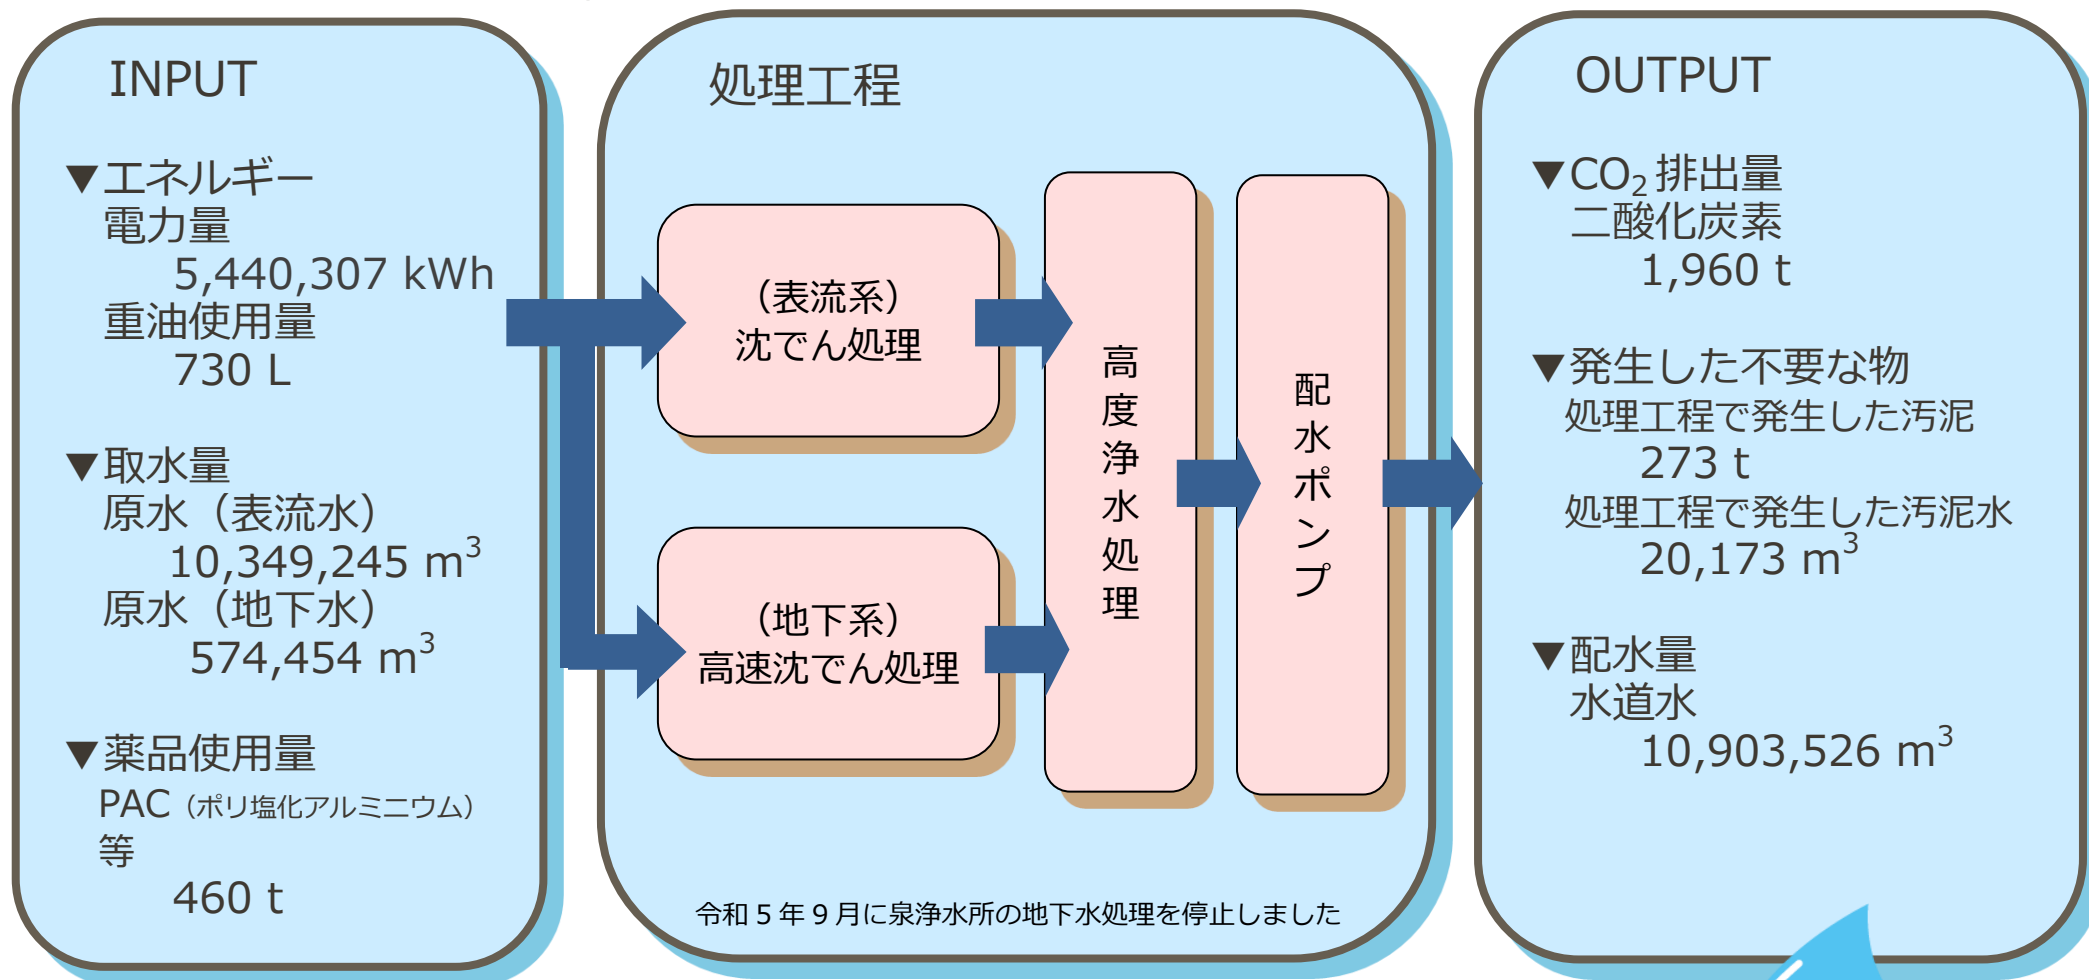 INPUT
▼エネルギー
電力量
5,440,307 kWh
重油使用量
730 L
▼取水量
原水（表流水）
10,349,245 m³
原水（地下水）
574,454 m³
▼薬品使用量
PAC（ポリ塩化アルミニウム）
等
460 t
処理工程
（表流系）
沈でん処理
（地下系）
高速沈でん処理
高度浄水処理
配水ポンプ
令和５年９月に泉浄水所の地下水処理を停止しました
OUTPUT
▼CO₂排出量
二酸化炭素
1,960 t
▼発生した不要な物
処理工程で発生した汚泥
273 t
処理工程で発生した汚泥水
20,173 m³
▼配水量
水道水
10,903,526 m³